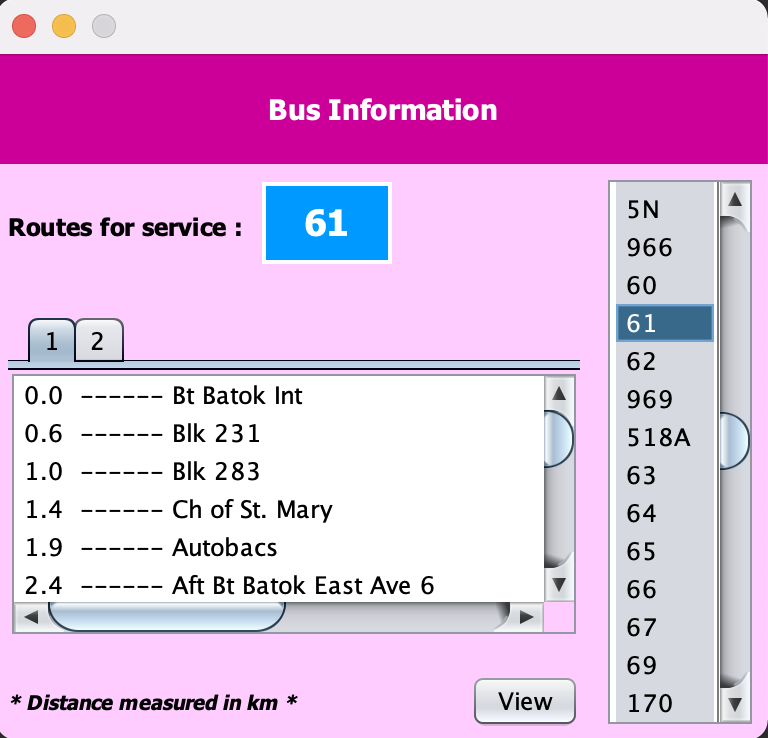 Bus Information
Routes for service :
61
1
2
0.0 ------ Bt Batok Int
0.6 ------ Blk 231
1.0 ------ Blk 283
1.4 ------ Ch of St. Mary
1.9 ------ Autobacs
2.4 ------ Aft Bt Batok East Ave 6
* Distance measured in km *
View
5N
966
60
61
62
969
518A
63
64
65
66
67
69
170